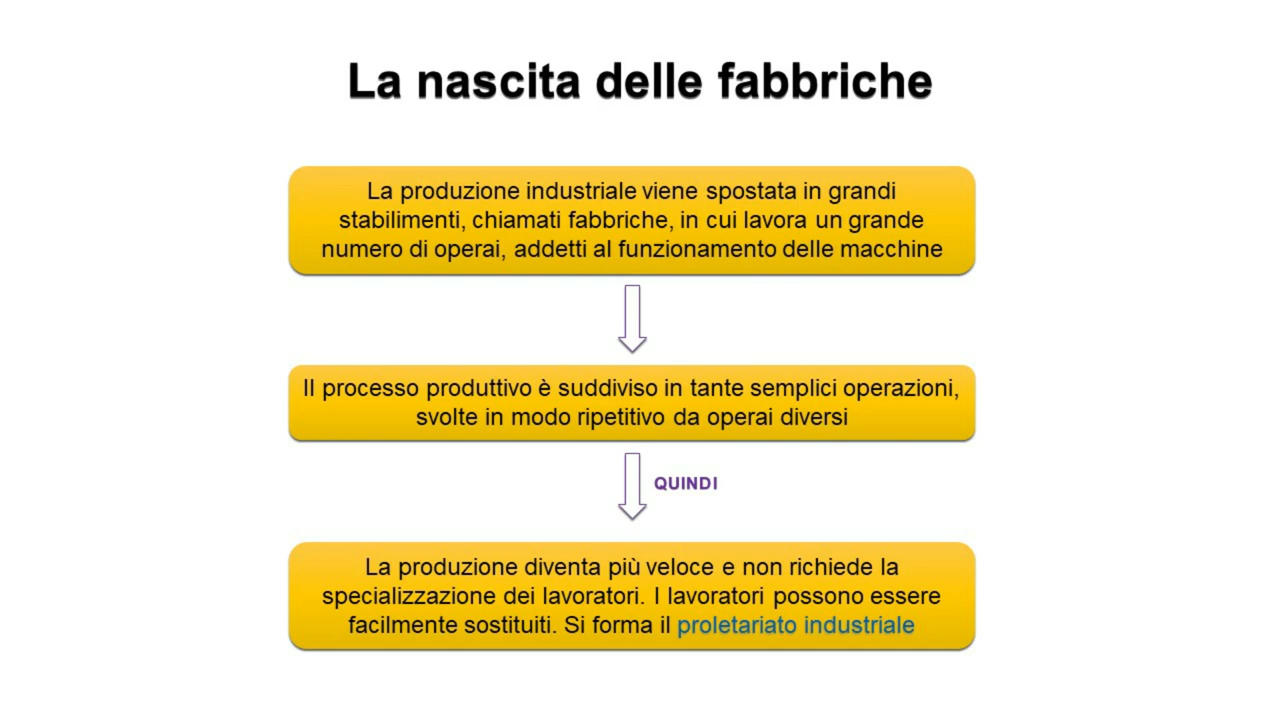 La nascita delle fabbriche
La produzione industriale viene spostata in grandi
stabilimenti, chiamati fabbriche, in cui lavora un grande
numero di operai, addetti al funzionamento delle macchine
Il processo produttivo è suddiviso in tante semplici operazioni,
svolte in modo ripetitivo da operai diversi
QUINDI
La produzione diventa più veloce e non richiede la
specializzazione dei lavoratori. I lavoratori possono essere
facilmente sostituiti. Si forma il proletariato industriale